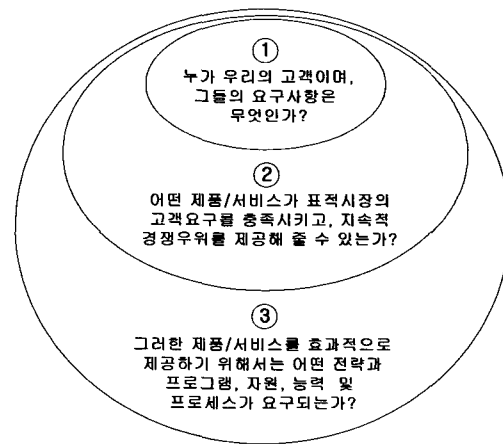 ①
누가 우리의 고객이며,
그들의 요구사항은
무엇인가?
②
어떤 제품/서비스가 표적시장의
고객요구를 충족시키고, 지속적
경쟁우위를 제공해 줄 수 있는가?
③
그러한 제품/서비스를 효과적으로
제공하기 위해서는 어떤 전략과
프로그램, 자원, 능력 및
프로세스가 요구되는가?